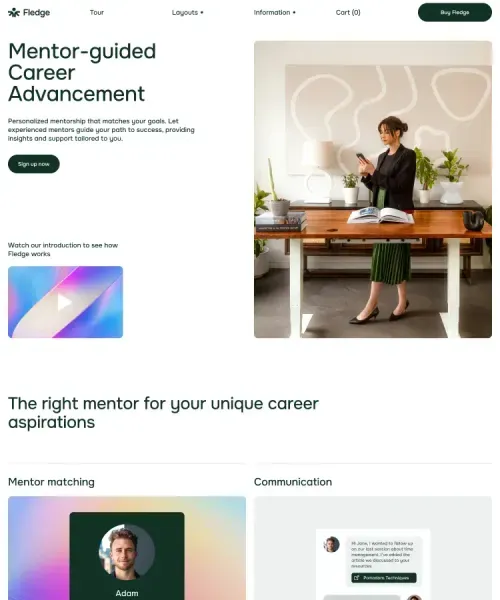 Fledge
Tour
Layouts +
Information +
Cart (0)
Buy Fledge
Mentor-guided
Career
Advancement
Personalized mentorship that matches your goals. Let
experienced mentors guide your path to success, providing
insights and support tailored to you.
Sign up now
Watch our introduction to see how
Fledge works
The right mentor for your unique career
aspirations
Mentor matching
Communication
Adam
Hi Jane, I wanted to follow up
on our last session about time
management. I've added the
article we discussed to your
resources.
Pomodoro Techniques